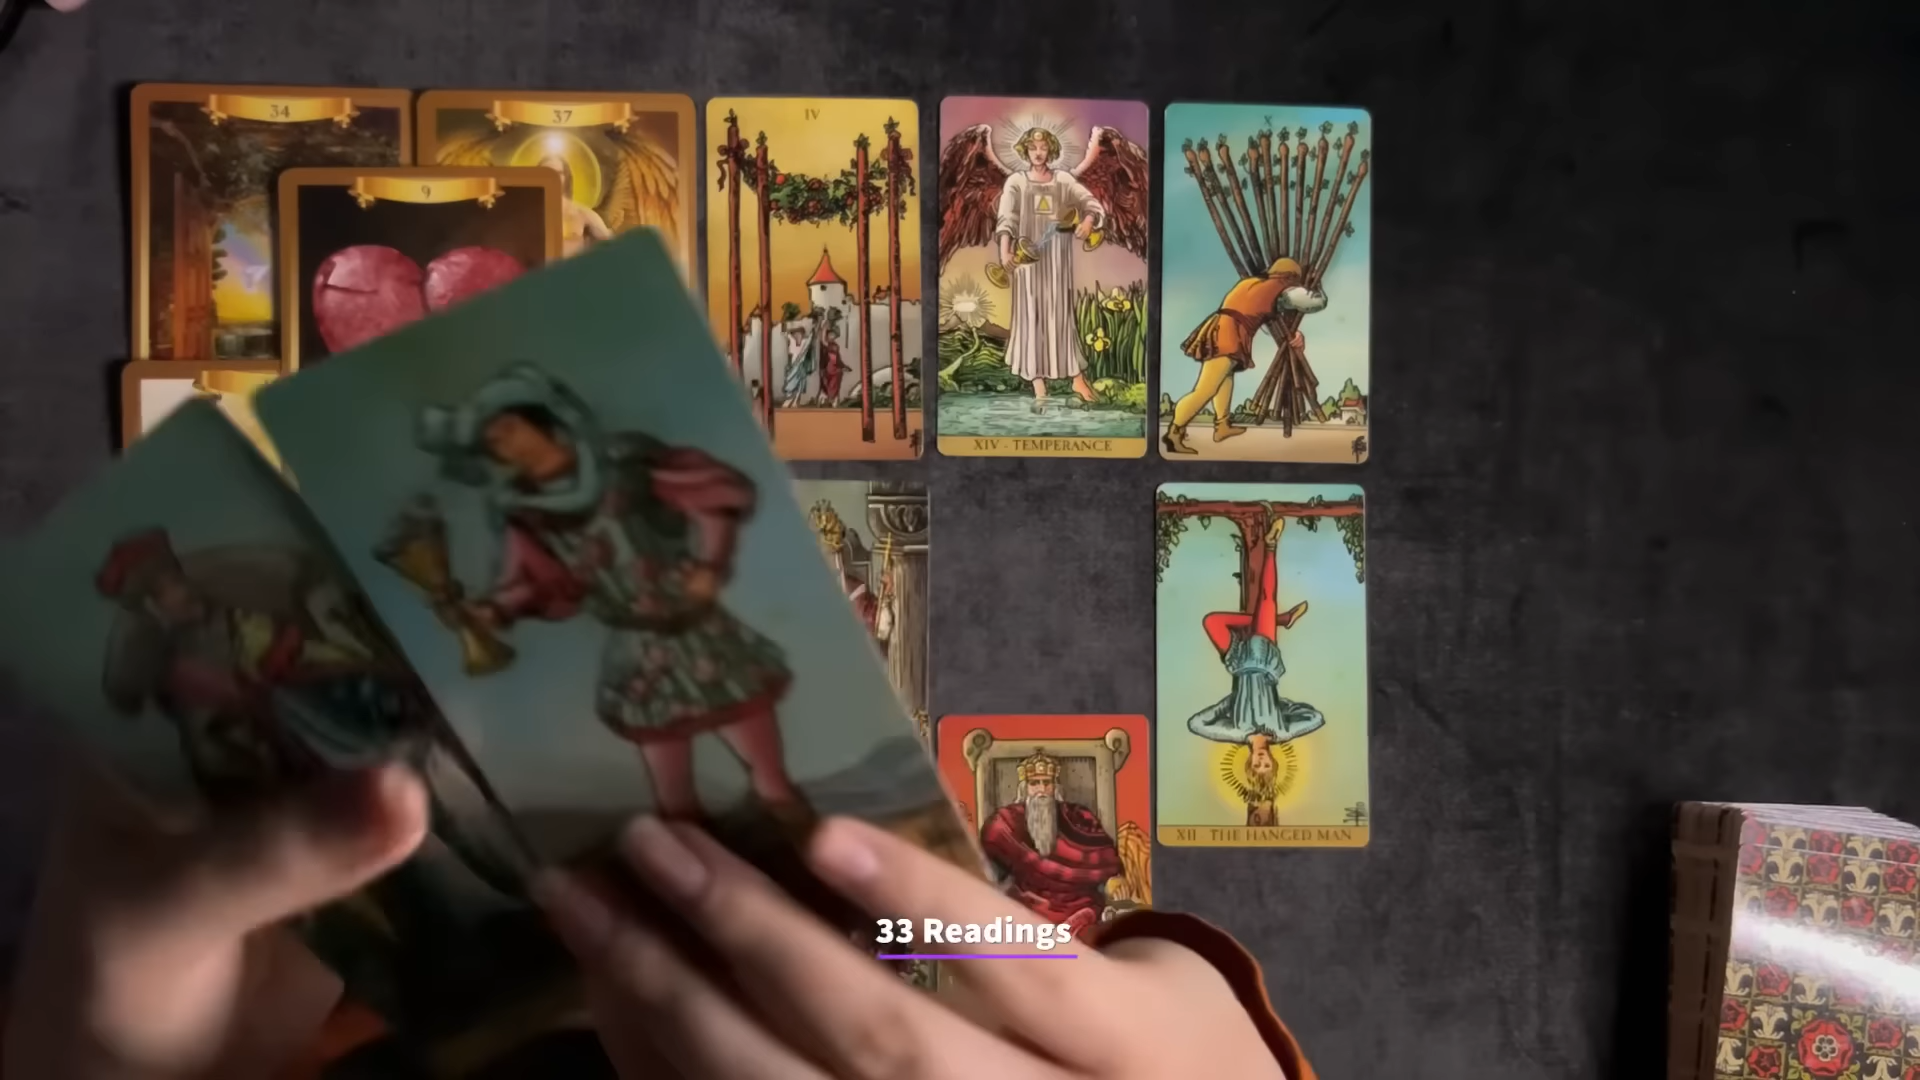 34
37
IV
X
9
XIV - TEMPERANCE
XII THE HANGED MAN
33 Readings